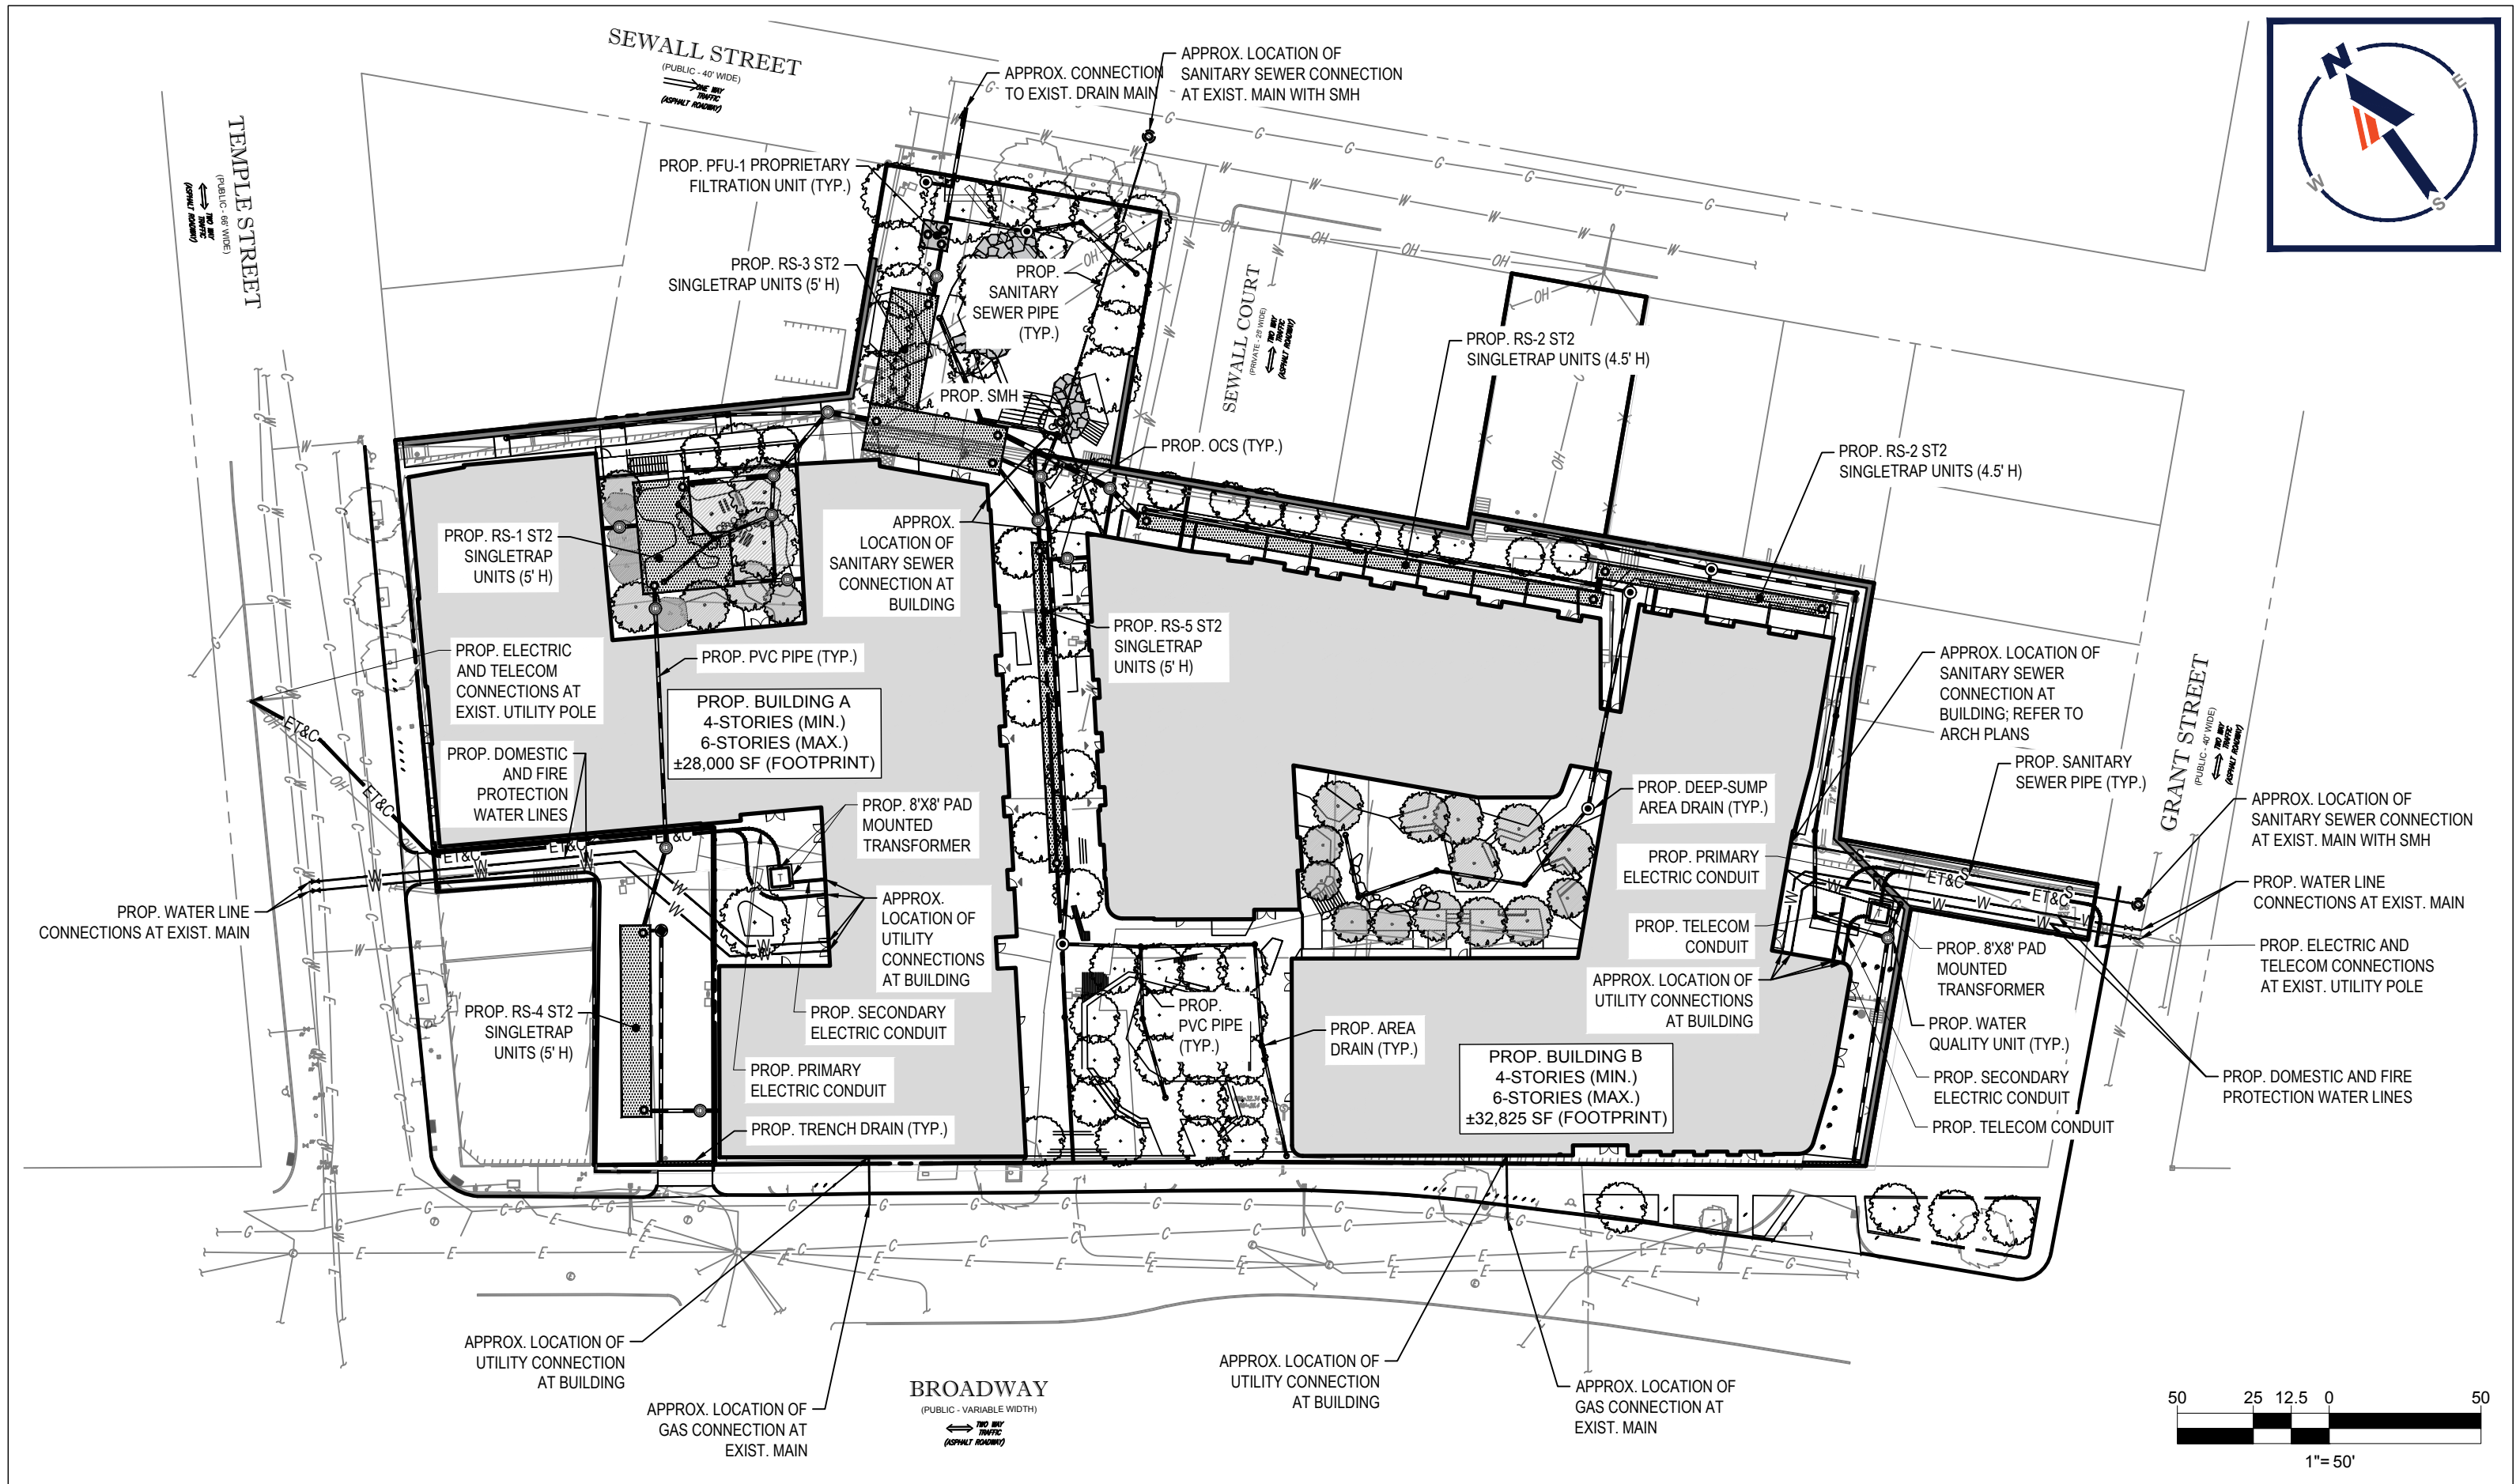 SEWALL STREET
(PUBLIC - 40' WIDE)
ONE WAY
TRAFFIC
(ASPHALT ROADWAY)
APPROX. CONNECTION
TO EXIST. DRAIN MAIN
APPROX. LOCATION OF
SANITARY SEWER CONNECTION
AT EXIST. MAIN WITH SMH
N
E
W
S
TEMPLE STREET
(PUBLIC - 66' WIDE)
TWO WAY
TRAFFIC
(ASPHALT ROADWAY)
PROP. PFU-1 PROPRIETARY
FILTRATION UNIT (TYP.)
PROP. RS-3 ST2
SINGLETRAP UNITS (5' H)
PROP.
SANITARY
SEWER PIPE
(TYP.)
SEWALL COURT
(PRIVATE - 25' WIDE)
TWO WAY
TRAFFIC
(ASPHALT ROADWAY)
PROP. RS-2 ST2
SINGLETRAP UNITS (4.5' H)
PROP. SMH
PROP. OCS (TYP.)
PROP. RS-2 ST2
SINGLETRAP UNITS (4.5' H)
PROP. RS-1 ST2
SINGLETRAP
UNITS (5' H)
APPROX.
LOCATION OF
SANITARY SEWER
CONNECTION AT
BUILDING
PROP. RS-5 ST2
SINGLETRAP
UNITS (5' H)
PROP. ELECTRIC
AND TELECOM
CONNECTIONS AT
EXIST. UTILITY POLE
PROP. PVC PIPE (TYP.)
PROP. BUILDING A
4-STORIES (MIN.)
6-STORIES (MAX.)
±28,000 SF (FOOTPRINT)
APPROX. LOCATION OF
SANITARY SEWER
CONNECTION AT
BUILDING; REFER TO
ARCH PLANS
GRANT STREET
(PUBLIC - 40' WIDE)
TWO WAY
TRAFFIC
(ASPHALT ROADWAY)
PROP. DOMESTIC
AND FIRE
PROTECTION
WATER LINES
PROP. 8'X8' PAD
MOUNTED
TRANSFORMER
PROP. DEEP-SUMP
AREA DRAIN (TYP.)
PROP. SANITARY
SEWER PIPE (TYP.)
APPROX. LOCATION OF
SANITARY SEWER CONNECTION
AT EXIST. MAIN WITH SMH
PROP. PRIMARY
ELECTRIC CONDUIT
PROP. WATER LINE
CONNECTIONS AT EXIST. MAIN
PROP. WATER LINE
CONNECTIONS AT EXIST. MAIN
APPROX.
LOCATION OF
UTILITY
CONNECTIONS
AT BUILDING
PROP. TELECOM
CONDUIT
PROP. 8'X8' PAD
MOUNTED
TRANSFORMER
PROP. ELECTRIC AND
TELECOM CONNECTIONS
AT EXIST. UTILITY POLE
APPROX. LOCATION OF
UTILITY CONNECTIONS
AT BUILDING
PROP. RS-4 ST2
SINGLETRAP
UNITS (5' H)
PROP. SECONDARY
ELECTRIC CONDUIT
PROP.
PVC PIPE
(TYP.)
PROP. AREA
DRAIN (TYP.)
PROP. WATER
QUALITY UNIT (TYP.)
PROP. PRIMARY
ELECTRIC CONDUIT
PROP. BUILDING B
4-STORIES (MIN.)
6-STORIES (MAX.)
±32,825 SF (FOOTPRINT)
PROP. SECONDARY
ELECTRIC CONDUIT
PROP. DOMESTIC AND FIRE
PROTECTION WATER LINES
PROP. TRENCH DRAIN (TYP.)
PROP. TELECOM CONDUIT
APPROX. LOCATION OF
UTILITY CONNECTION
AT BUILDING
APPROX. LOCATION OF
GAS CONNECTION AT
EXIST. MAIN
BROADWAY
(PUBLIC - VARIABLE WIDTH)
TWO WAY
TRAFFIC
(ASPHALT ROADWAY)
APPROX. LOCATION OF
UTILITY CONNECTION
AT BUILDING
APPROX. LOCATION OF
GAS CONNECTION AT
EXIST. MAIN
50 25 12.5 0 50
1"= 50'